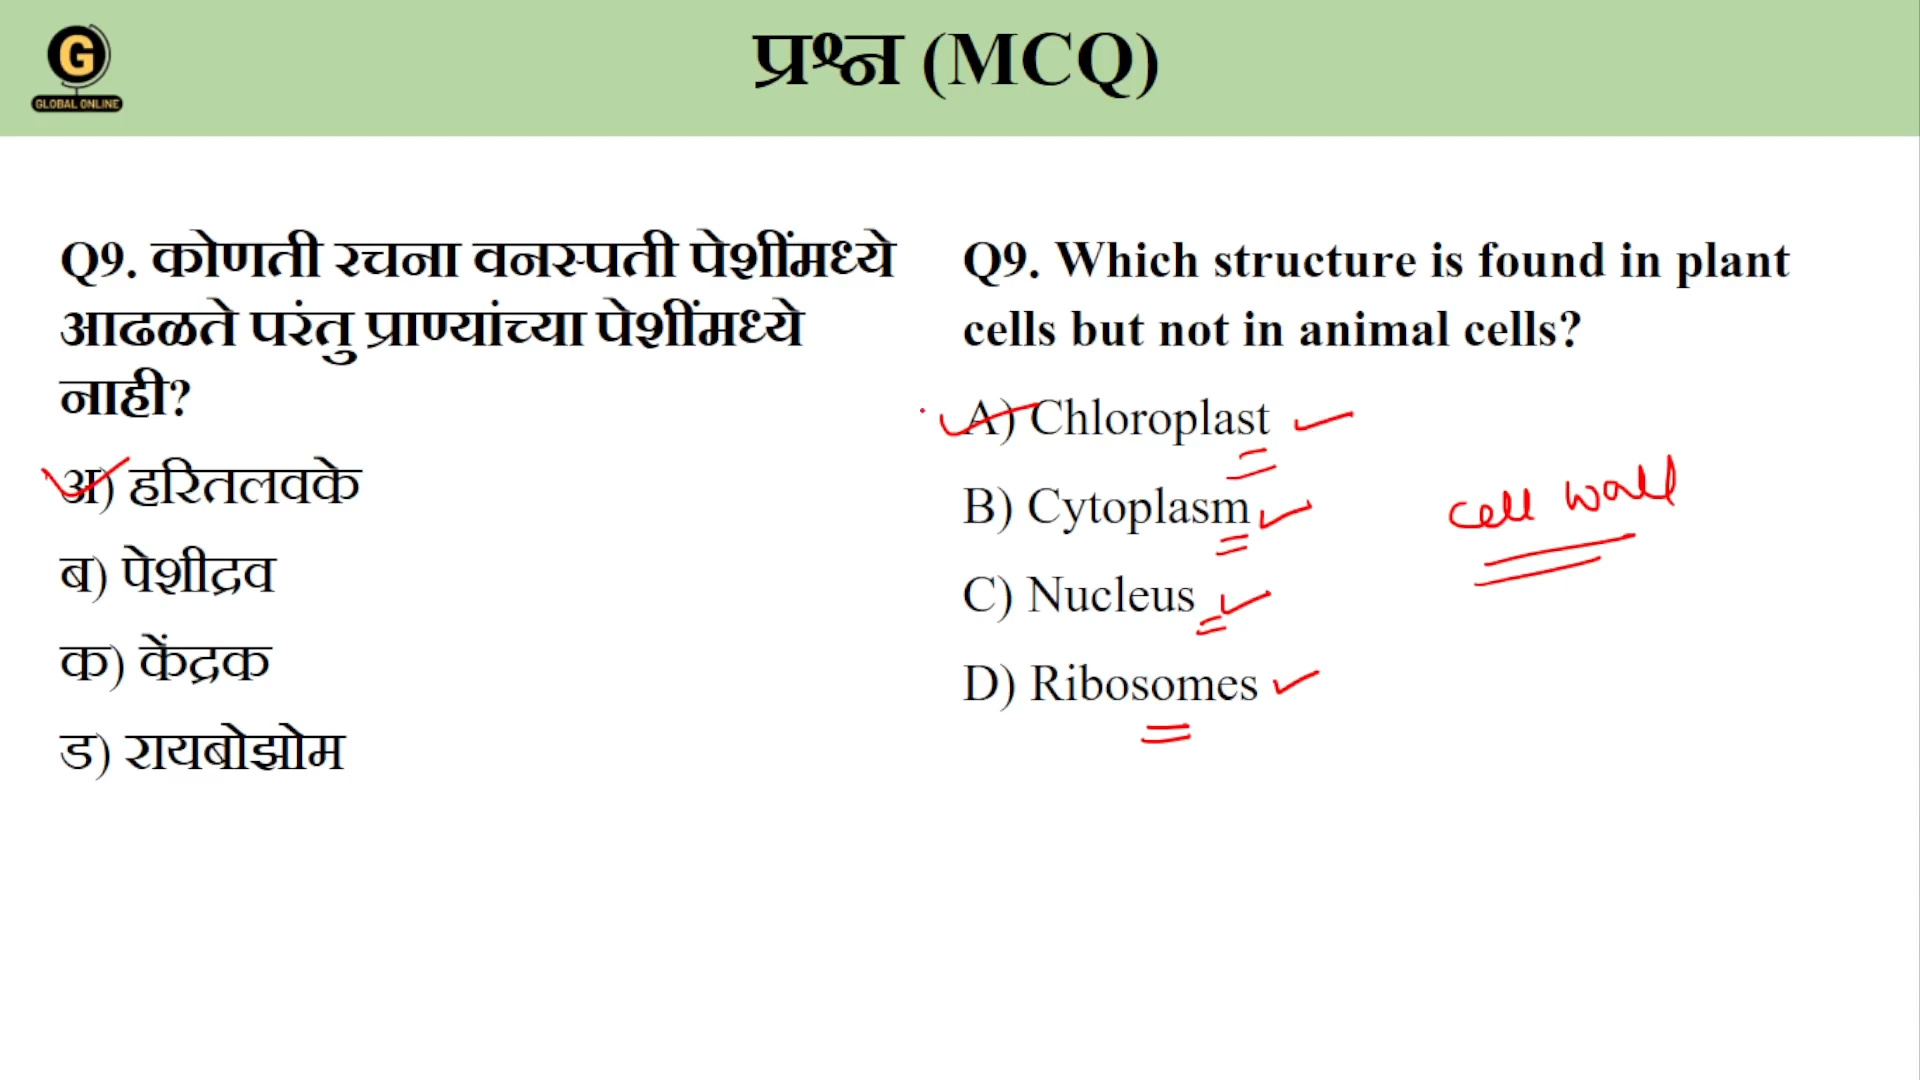 G
GLOBAL ONLINE
प्रश्न (MCQ)
Q9. कोणती रचना वनस्पती पेशींमध्ये
आढळते परंतु प्राण्यांच्या पेशींमध्ये
नाही?
अ) हरितलवके
ब) पेशीद्रव
क) केंद्रक
ड) रायबोझोम
Q9. Which structure is found in plant
cells but not in animal cells?
A) Chloroplast
B) Cytoplasm
C) Nucleus
D) Ribosomes
cell wall